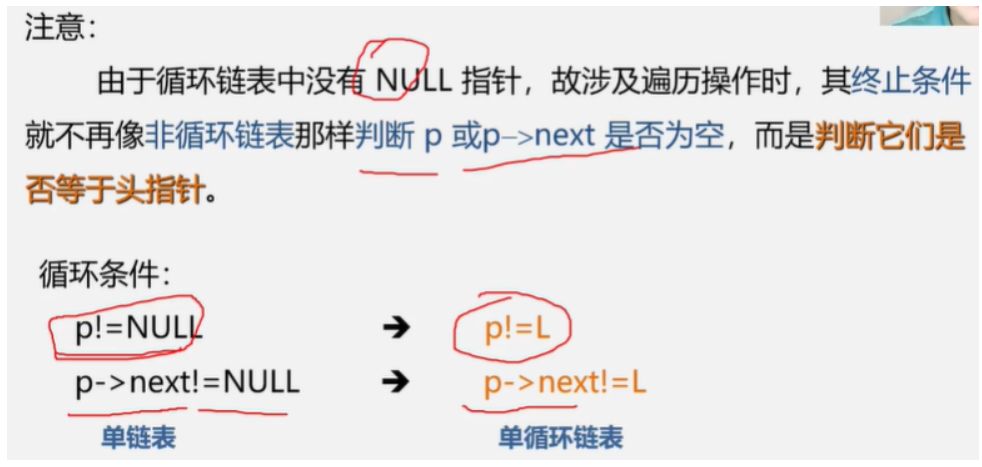 注意：
由于循环链表中没有 NULL 指针，故涉及遍历操作时，其终止条件
就不再像非循环链表那样判断 p 或p–>next 是否为空，而是判断它们是
否等于头指针。
循环条件：
p!=NULL ➔ p!=L
p->next!=NULL ➔ p->next!=L
单链表 单循环链表